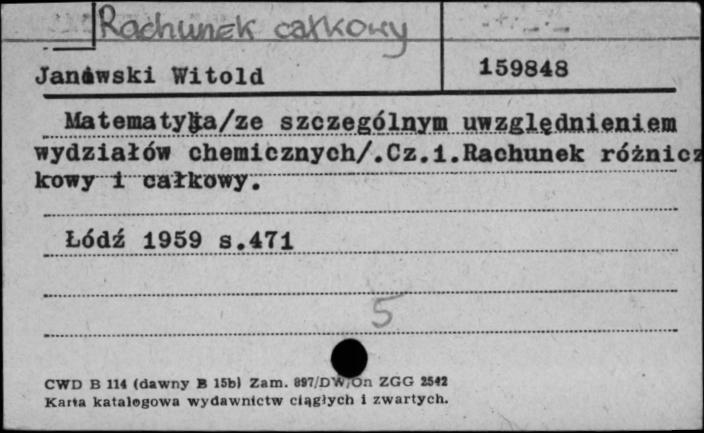 Rachunek całkowy
Janówski Witold
159848
Matematyka/ze szczególnym uwzględnieniem
wydziałów chemicznych/.Cz.1.Rachunek różnicz
kowy i całkowy.
Łódź 1959 s.471
5
CWD B 114 (dawny B 15b) Zam. 897/DW/On ZGG 2542
Karta katalogowa wydawnictw ciągłych i zwartych.